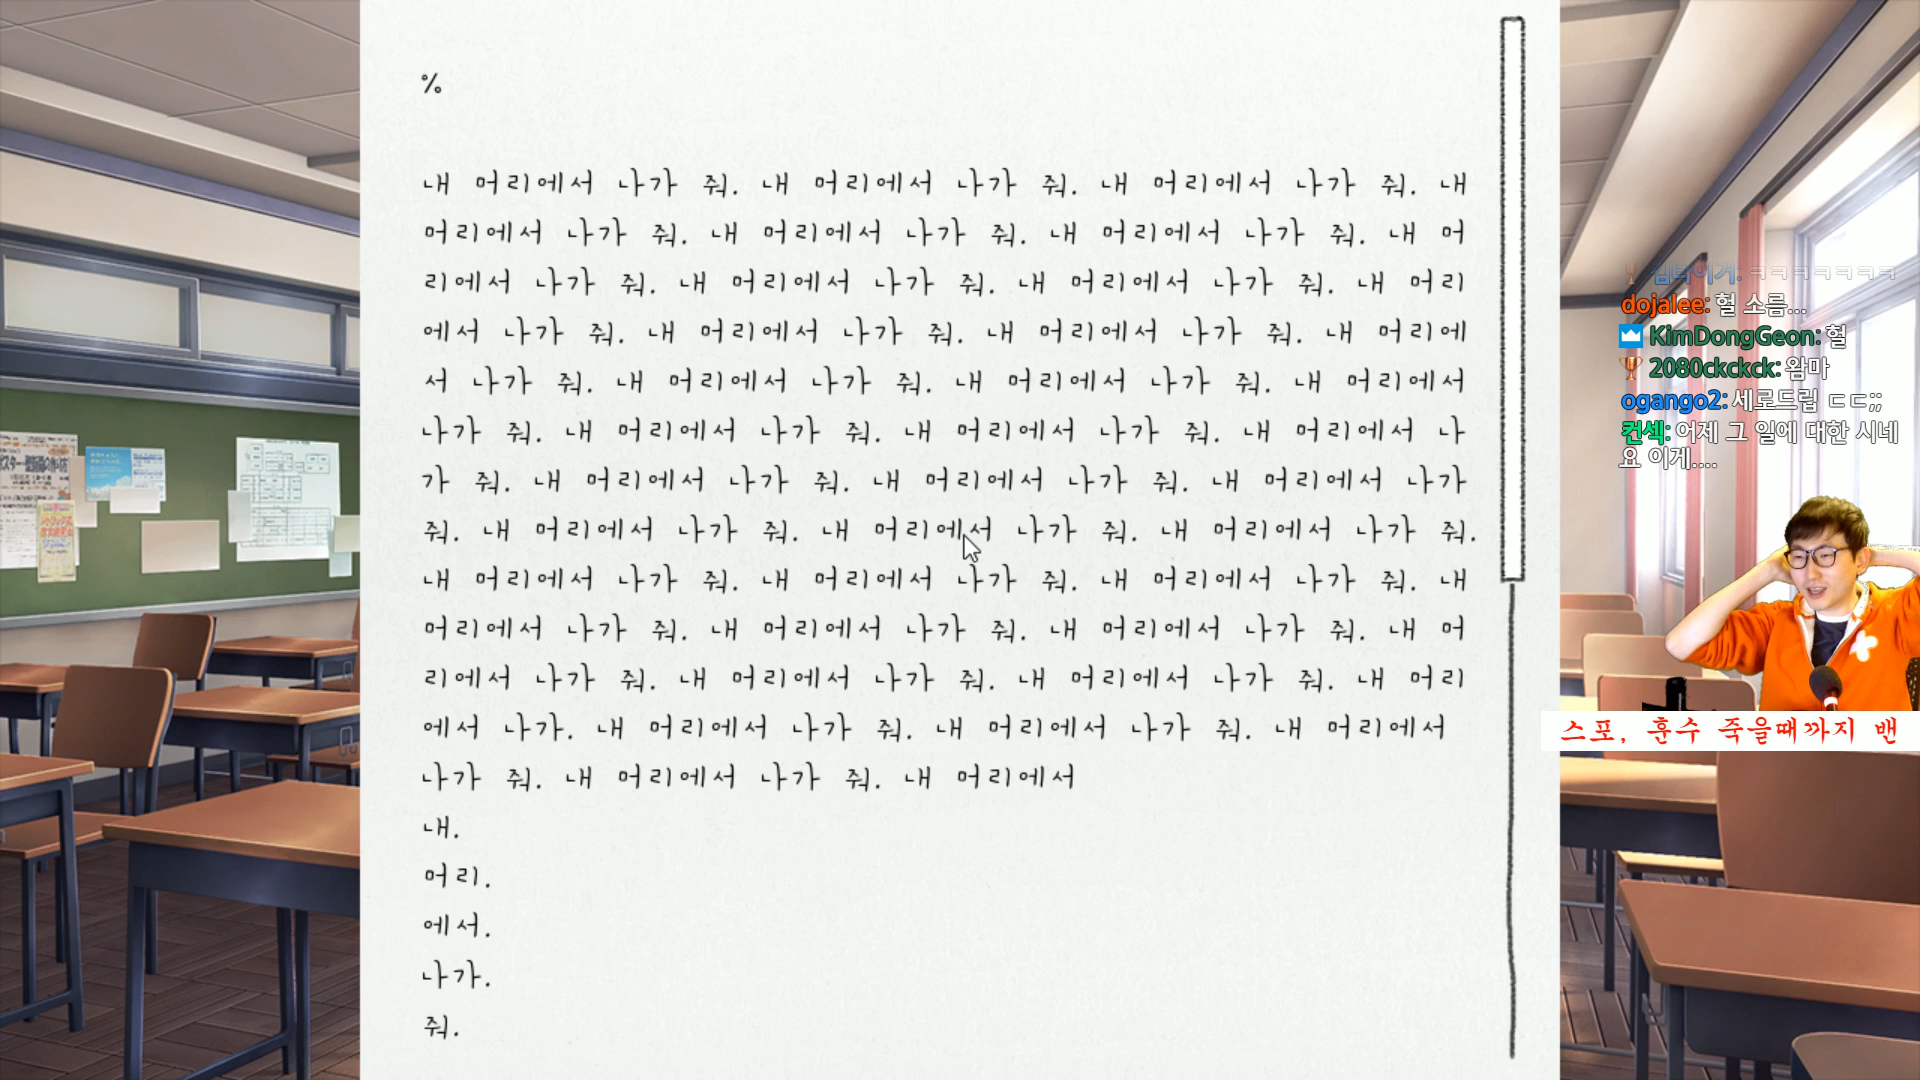 %
내 머리에서 나가 줘. 내 머리에서 나가 줘. 내 머리에서 나가 줘. 내
머리에서 나가 줘. 내 머리에서 나가 줘. 내 머리에서 나가 줘. 내 머
리에서 나가 줘. 내 머리에서 나가 줘. 내 머리에서 나가 줘. 내 머리
에서 나가 줘. 내 머리에서 나가 줘. 내 머리에서 나가 줘. 내 머리에
서 나가 줘. 내 머리에서 나가 줘. 내 머리에서 나가 줘. 내 머리에서
나가 줘. 내 머리에서 나가 줘. 내 머리에서 나가 줘. 내 머리에서 나
가 줘. 내 머리에서 나가 줘. 내 머리에서 나가 줘. 내 머리에서 나가
줘. 내 머리에서 나가 줘. 내 머리에서 나가 줘. 내 머리에서 나가 줘.
내 머리에서 나가 줘. 내 머리에서 나가 줘. 내 머리에서 나가 줘. 내
머리에서 나가 줘. 내 머리에서 나가 줘. 내 머리에서 나가 줘. 내 머
리에서 나가 줘. 내 머리에서 나가 줘. 내 머리에서 나가 줘. 내 머리
에서 나가. 내 머리에서 나가 줘. 내 머리에서 나가 줘. 내 머리에서
나가 줘. 내 머리에서 나가 줘. 내 머리에서
내.
머리.
에서.
나가.
줘.
ㅋㅋㅋㅋㅋㅋㅋ
dojalee: 헐 소름...
KimDongGeon: 헐
2080ckckck: 왐마
ogango2: 세로드립 ㄷㄷ;;
컨섹: 어제 그 일에 대한 시네
요 이게....
스포, 훈수 죽을때까지 밴